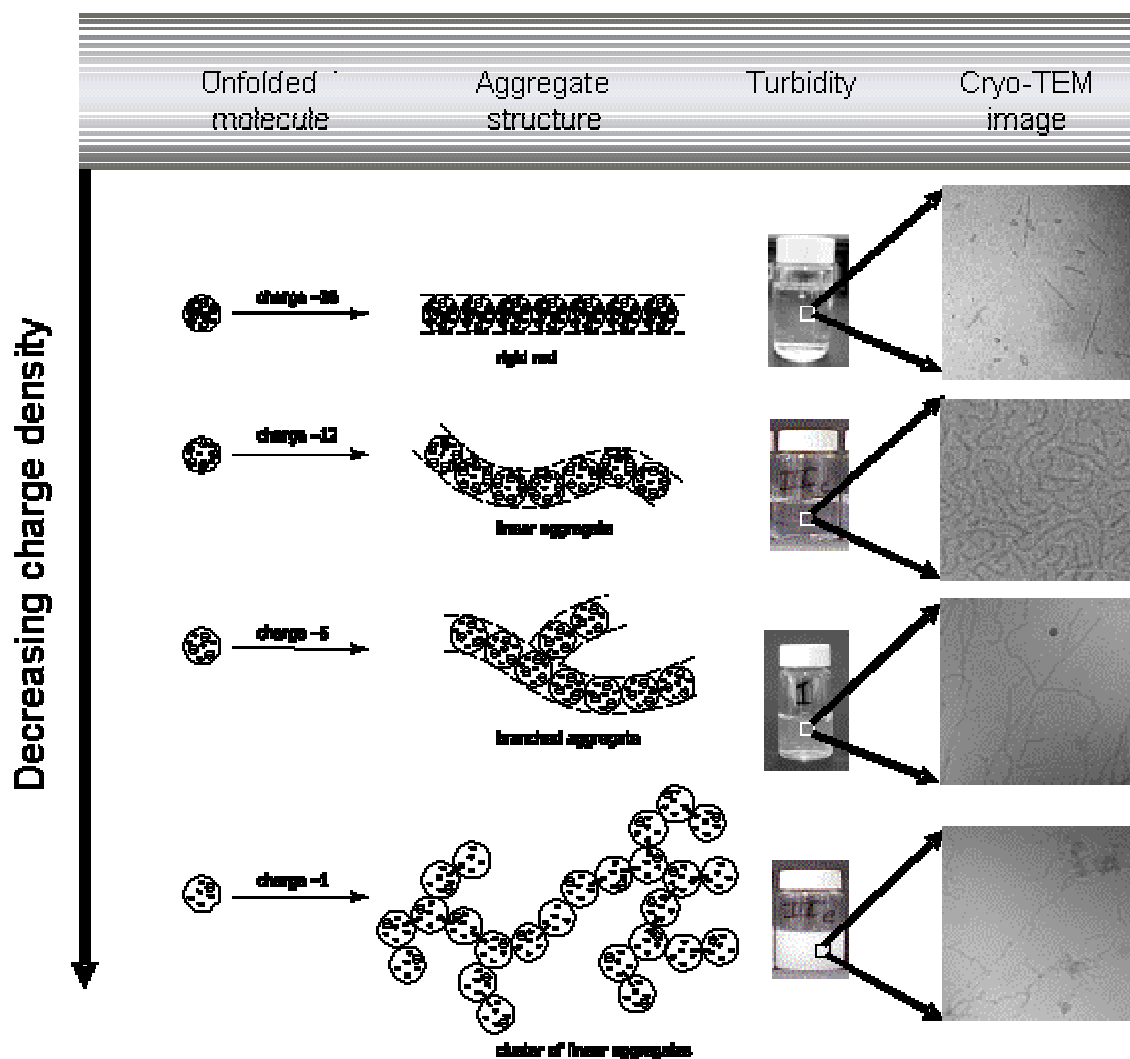 Unfolded molecule
Aggregate structure
Turbidity
Cryo-TEM image
Decreasing charge density
rigid rod
charge ~12
linear aggregate
charge ~5
branched aggregate
I
charge ~1
cluster of linear aggregates